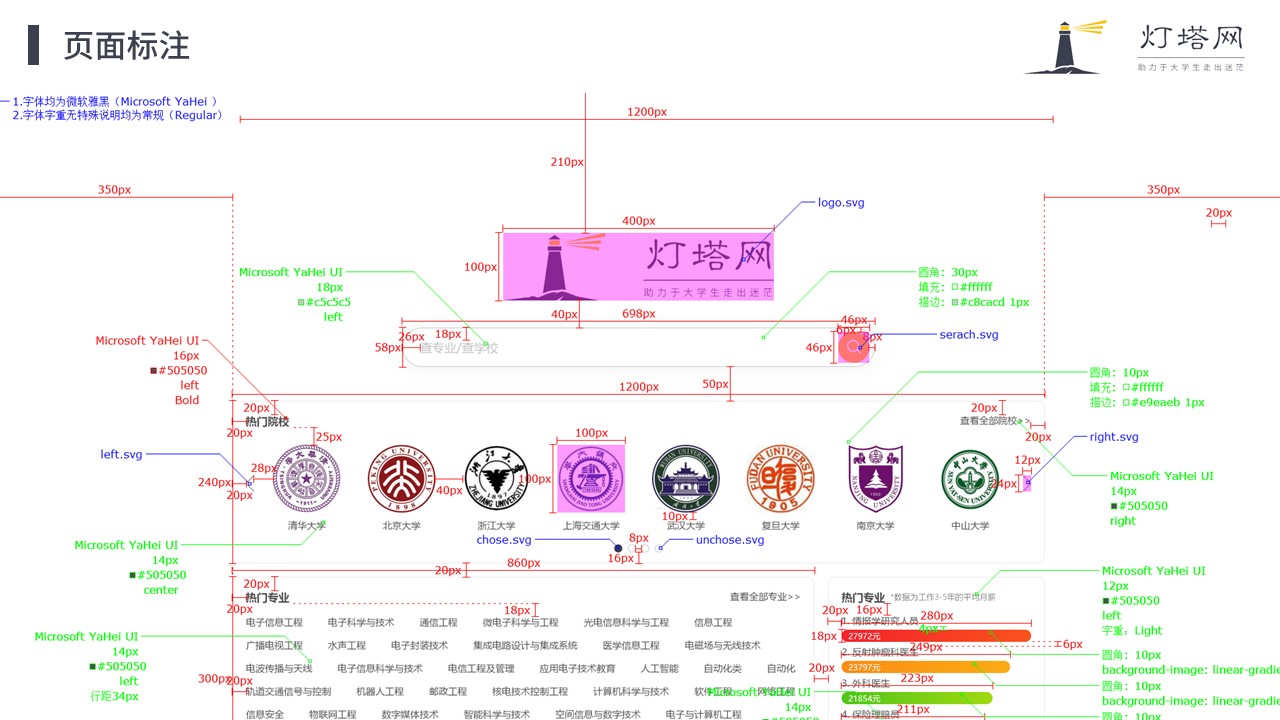 页面标注
灯塔网
助力于大学生走出迷茫
1.字体均为微软雅黑（Microsoft YaHei ）
2.字体字重无特殊说明均为常规（Regular）
1200px
210px
350px
350px
20px
logo.svg
400px
100px
灯塔网
助力于大学生走出迷茫
Microsoft YaHei UI
18px
#c5c5c5
left
圆角：30px
填充：#ffffff
描边：#c8cacd 1px
40px
698px
46px
26px
18px
6px
8px
serach.svg
58px
查专业/查学校
46px
Microsoft YaHei UI
16px
#505050
left
Bold
1200px
50px
圆角：10px
填充：#ffffff
描边：#e9eaeb 1px
20px
20px
热门院校
20px
查看全部院校>>
20px
25px
100px
right.svg
left.svg
28px
240px
20px
40px
100px
12px
24px
Microsoft YaHei UI
14px
#505050
right
10px
清华大学
北京大学
浙江大学
上海交通大学
武汉大学
复旦大学
南京大学
中山大学
chose.svg
8px
unchose.svg
16px
Microsoft YaHei UI
14px
#505050
center
20px
860px
20px
热门专业
20px
查看全部专业>>
18px
热门专业
*数据为工作3-5年的平均月薪
Microsoft YaHei UI
12px
#505050
left
字重：Light
20px
16px
280px
电子信息工程
电子科学与技术
通信工程
微电子科学与工程
光电信息科学与工程
信息工程
1. 情报学研究人员
4px
18px
27972元
6px
广播电视工程
水声工程
电子封装技术
集成电路设计与集成系统
医学信息工程
电磁场与无线技术
249px
2. 反射肿瘤科医生
圆角：10px
background-image: linear-gradie
Microsoft YaHei UI
14px
#505050
left
行距34px
电波传播与天线
电子信息科学与技术
电信工程及管理
应用电子技术教育
人工智能
自动化类
自动化
20px
23797元
223px
3. 外科医生
圆角：10px
background-image: linear-gradie
300px
20px
轨道交通信号与控制
机器人工程
邮政工程
核电技术控制工程
计算机科学与技术
软件工程
网络工程
Microsoft YaHei UI
14px
21854元
211px
4. 保险理赔员
圆角：10px
信息安全
物联网工程
数字媒体技术
智能科学与技术
空间信息与数字技术
电子与计算机工程